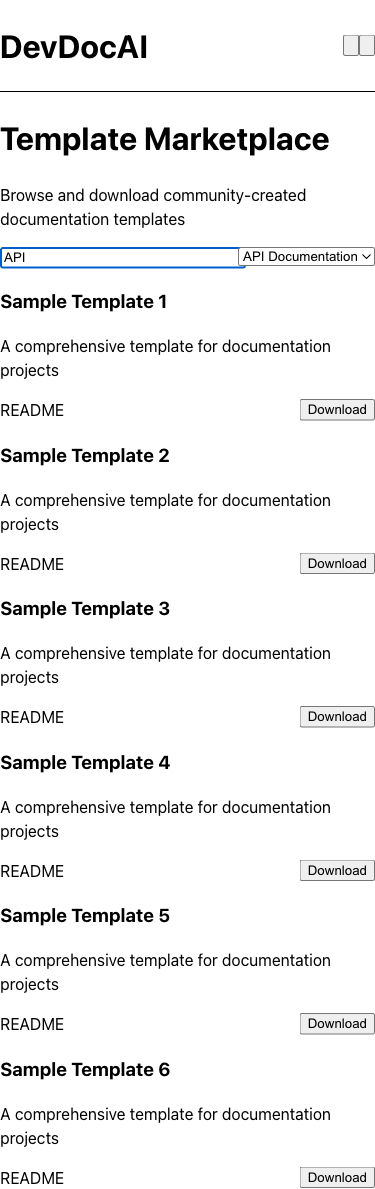 DevDocAI
Template Marketplace
Browse and download community-created
documentation templates
API
API Documentation
Sample Template 1
A comprehensive template for documentation
projects
README
Download
Sample Template 2
A comprehensive template for documentation
projects
README
Download
Sample Template 3
A comprehensive template for documentation
projects
README
Download
Sample Template 4
A comprehensive template for documentation
projects
README
Download
Sample Template 5
A comprehensive template for documentation
projects
README
Download
Sample Template 6
A comprehensive template for documentation
projects
README
Download